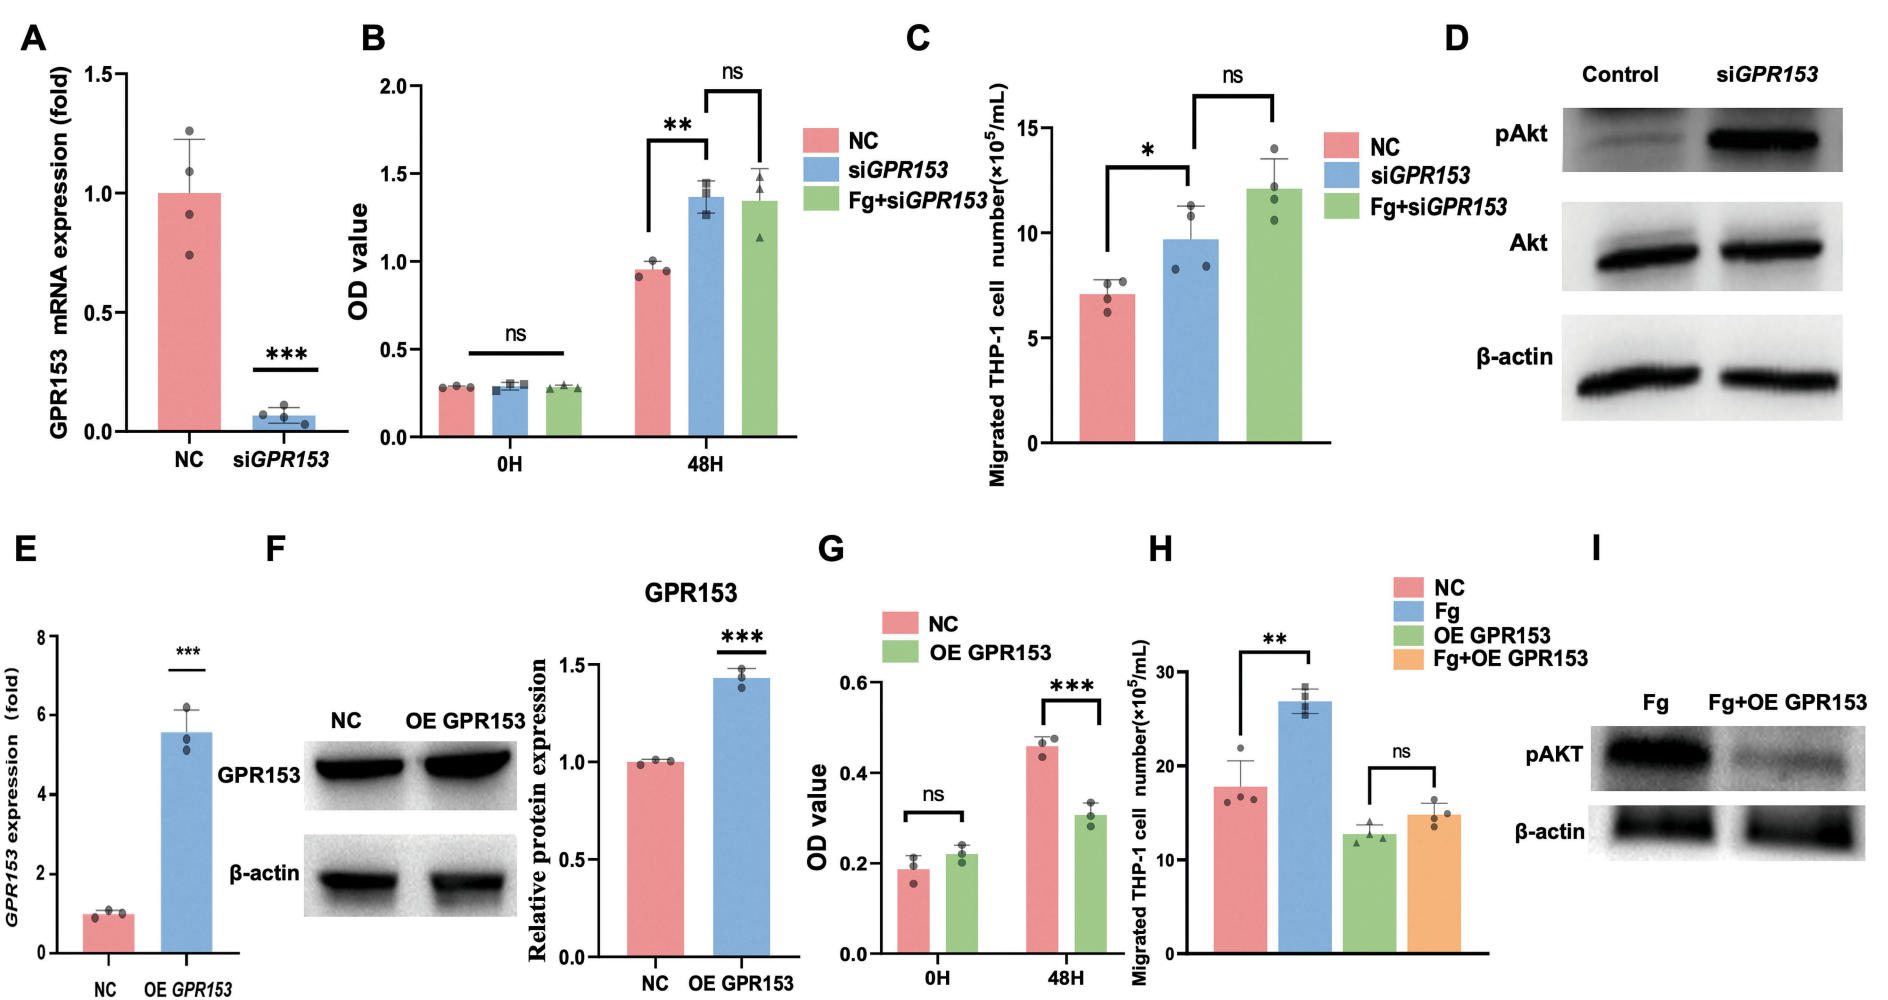 A
GPR153 mRNA expression (fold)
1.5
1.0
0.5
0.0
***
NC
siGPR153
B
OD value
2.0
1.5
1.0
0.5
0.0
ns
**
ns
0H
48H
NC
siGPR153
Fg+siGPR153
C
Migrated THP-1 cell number(×10⁵/mL)
15
10
5
0
*
ns
NC
siGPR153
Fg+siGPR153
D
Control siGPR153
pAkt
Akt
β-actin
E
GPR153 expression (fold)
8
6
4
2
0
***
NC
OE GPR153
F
NC OE GPR153
GPR153
β-actin
GPR153
Relative protein expression
1.5
1.0
0.5
0.0
***
NC
OE GPR153
G
NC
OE GPR153
OD value
0.6
0.4
0.2
0.0
ns
***
0H
48H
H
NC
Fg
OE GPR153
Fg+OE GPR153
Migrated THP-1 cell number(×10⁵/mL)
30
20
10
0
**
ns
I
Fg Fg+OE GPR153
pAKT
β-actin